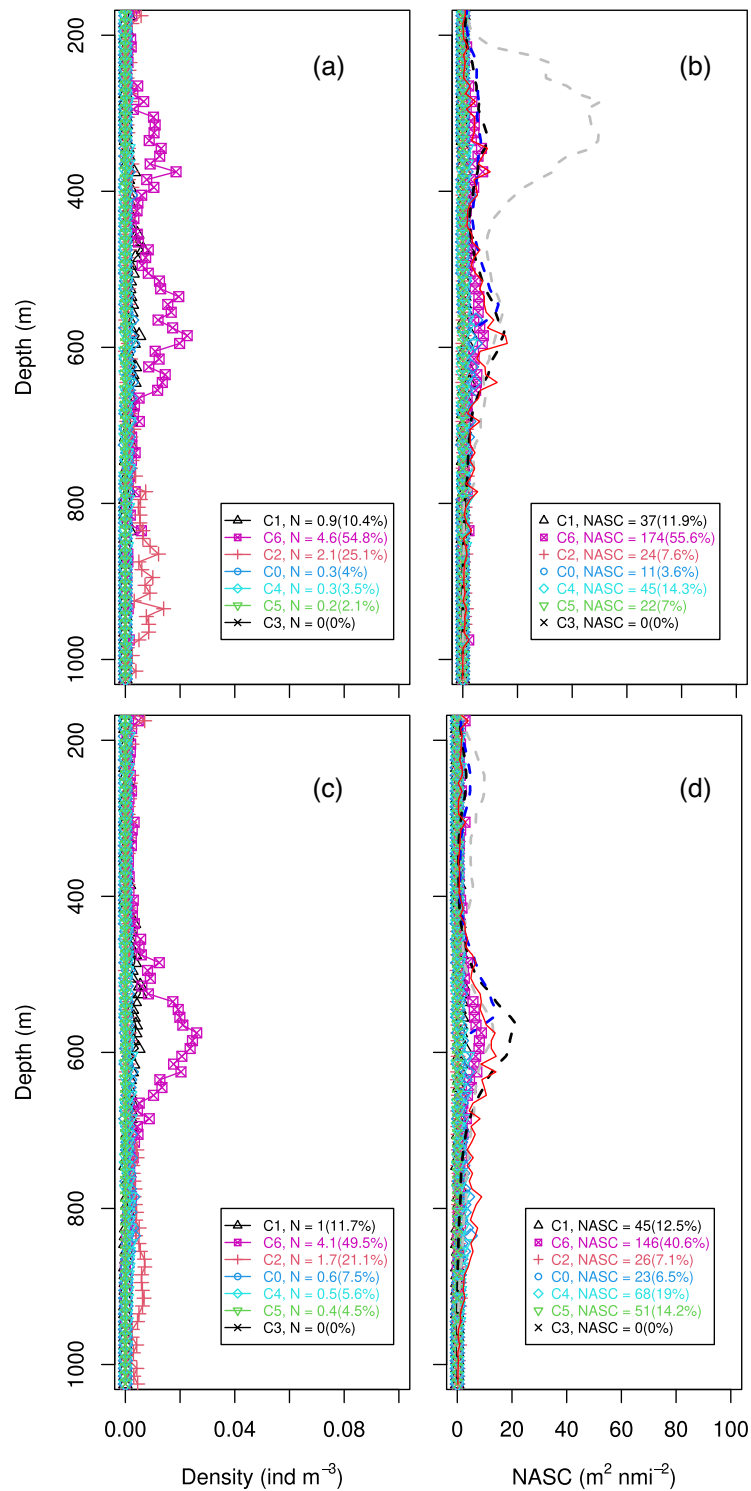 (a)
200
400
600
800
1000
Depth (m)
C1, N = 0.9(10.4%)
C6, N = 4.6(54.8%)
C2, N = 2.1(25.1%)
C0, N = 0.3(4%)
C4, N = 0.3(3.5%)
C5, N = 0.2(2.1%)
C3, N = 0(0%)
(b)
C1, NASC = 37(11.9%)
C6, NASC = 174(55.6%)
C2, NASC = 24(7.6%)
C0, NASC = 11(3.6%)
C4, NASC = 45(14.3%)
C5, NASC = 22(7%)
C3, NASC = 0(0%)
(c)
200
400
600
800
1000
Depth (m)
C1, N = 1(11.7%)
C6, N = 4.1(49.5%)
C2, N = 1.7(21.1%)
C0, N = 0.6(7.5%)
C4, N = 0.5(5.6%)
C5, N = 0.4(4.5%)
C3, N = 0(0%)
0.00 0.04 0.08
Density (ind m⁻³)
(d)
C1, NASC = 45(12.5%)
C6, NASC = 146(40.6%)
C2, NASC = 26(7.1%)
C0, NASC = 23(6.5%)
C4, NASC = 68(19%)
C5, NASC = 51(14.2%)
C3, NASC = 0(0%)
0 20 40 60 80 100
NASC (m² nmi⁻²)